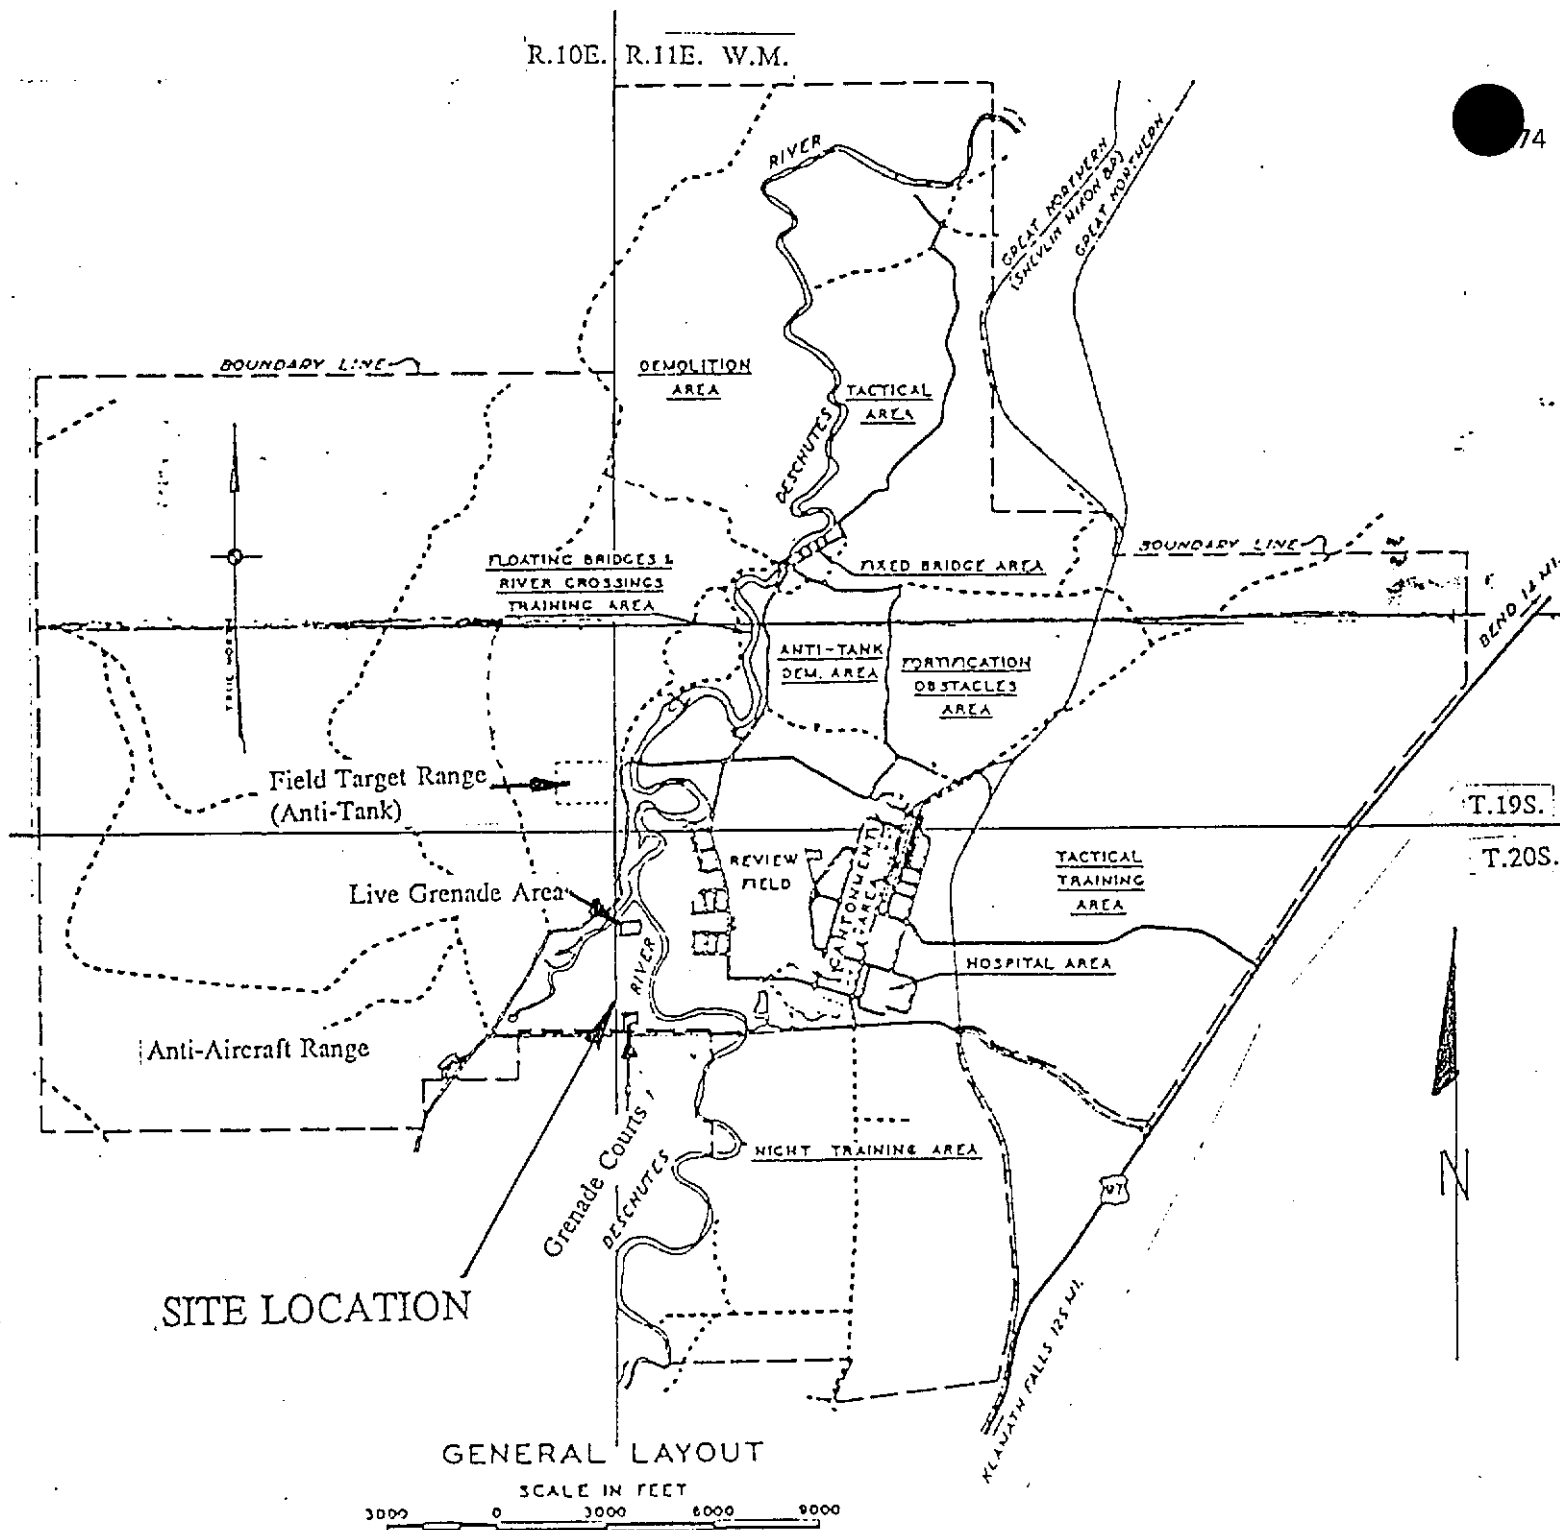 R.10E. R.11E. W.M.
74
RIVER
GREAT NORTHERN
(SHEVLIN HIXON BR)
GREAT NORTHERN
BOUNDARY LINE
DEMOLITION
AREA
TACTICAL
AREA
DESCHUTES
FLOATING BRIDGES &
RIVER CROSSINGS
TRAINING AREA
FIXED BRIDGE AREA
BOUNDARY LINE
BEND 14 MI.
ANTI-TANK
DEM. AREA
FORTIFICATION
OBSTACLES
AREA
TRUE NORTH
Field Target Range
(Anti-Tank)
T.19S.
T.20S.
REVIEW
FIELD
CANTONMENT
AREA
TACTICAL
TRAINING
AREA
Live Grenade Area
RIVER
HOSPITAL AREA
Anti-Aircraft Range
Grenade Courts
DESCHUTES
NIGHT TRAINING AREA
97
N
SITE LOCATION
KLAMATH FALLS 125 MI.
GENERAL LAYOUT
SCALE IN FEET
3000 0 3000 6000 9000